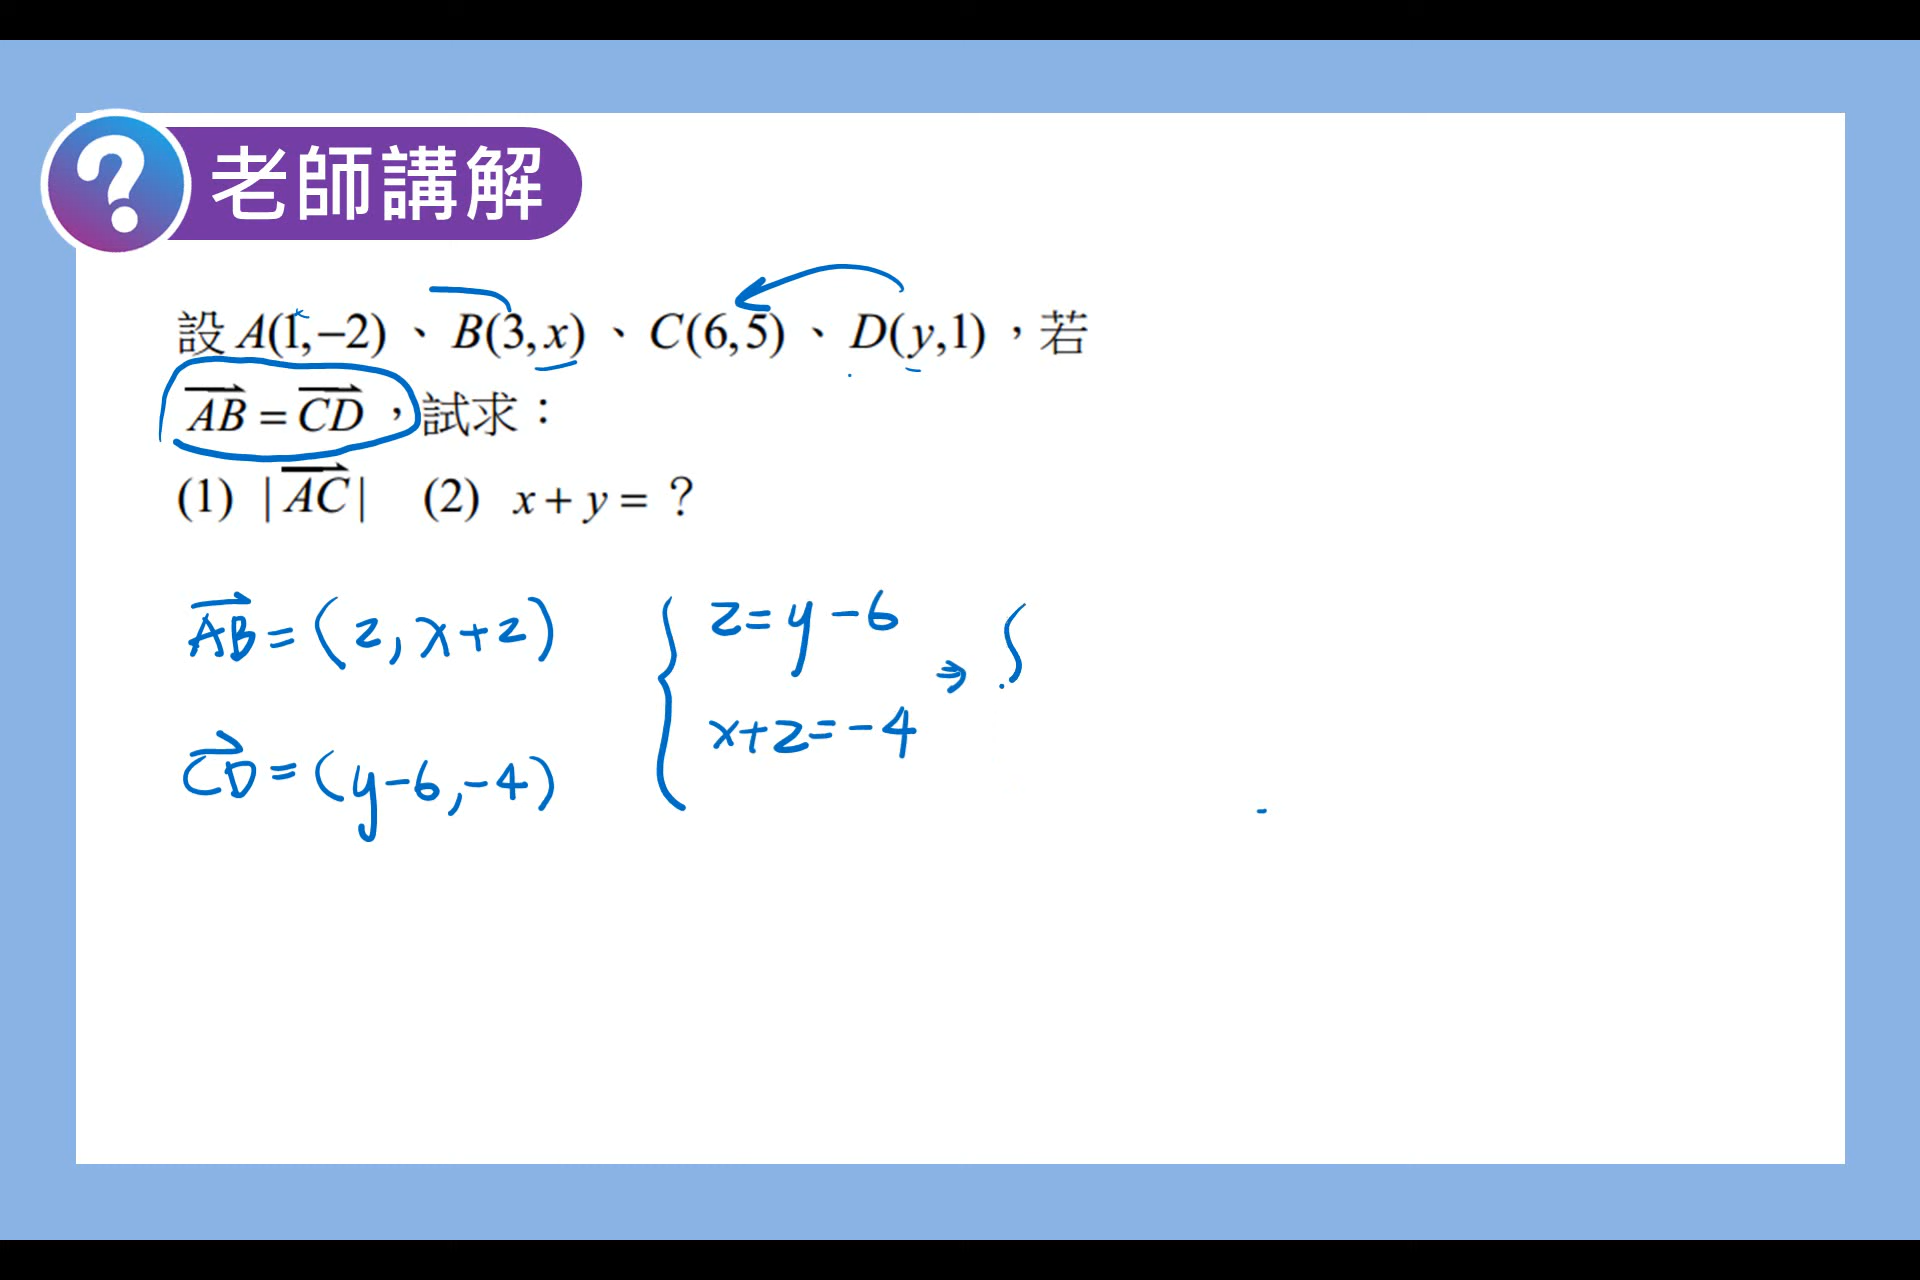 ?
老師講解
設 A(1,−2)、B(3,x)、C(6,5)、D(y,1),若
AB = CD,試求:
(1) |AC| (2) x + y = ?
AB = (2, x+2)
CD = (y-6, -4)
2 = y - 6
x+2 = -4
⇒